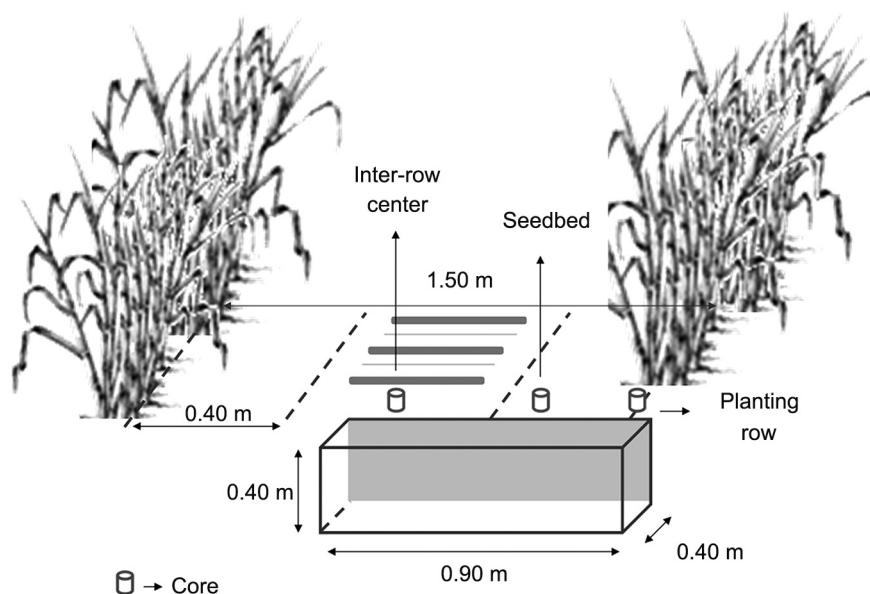 Inter-row
center
Seedbed
1.50 m
0.40 m
Planting
row
0.40 m
0.40 m
0.90 m
Core